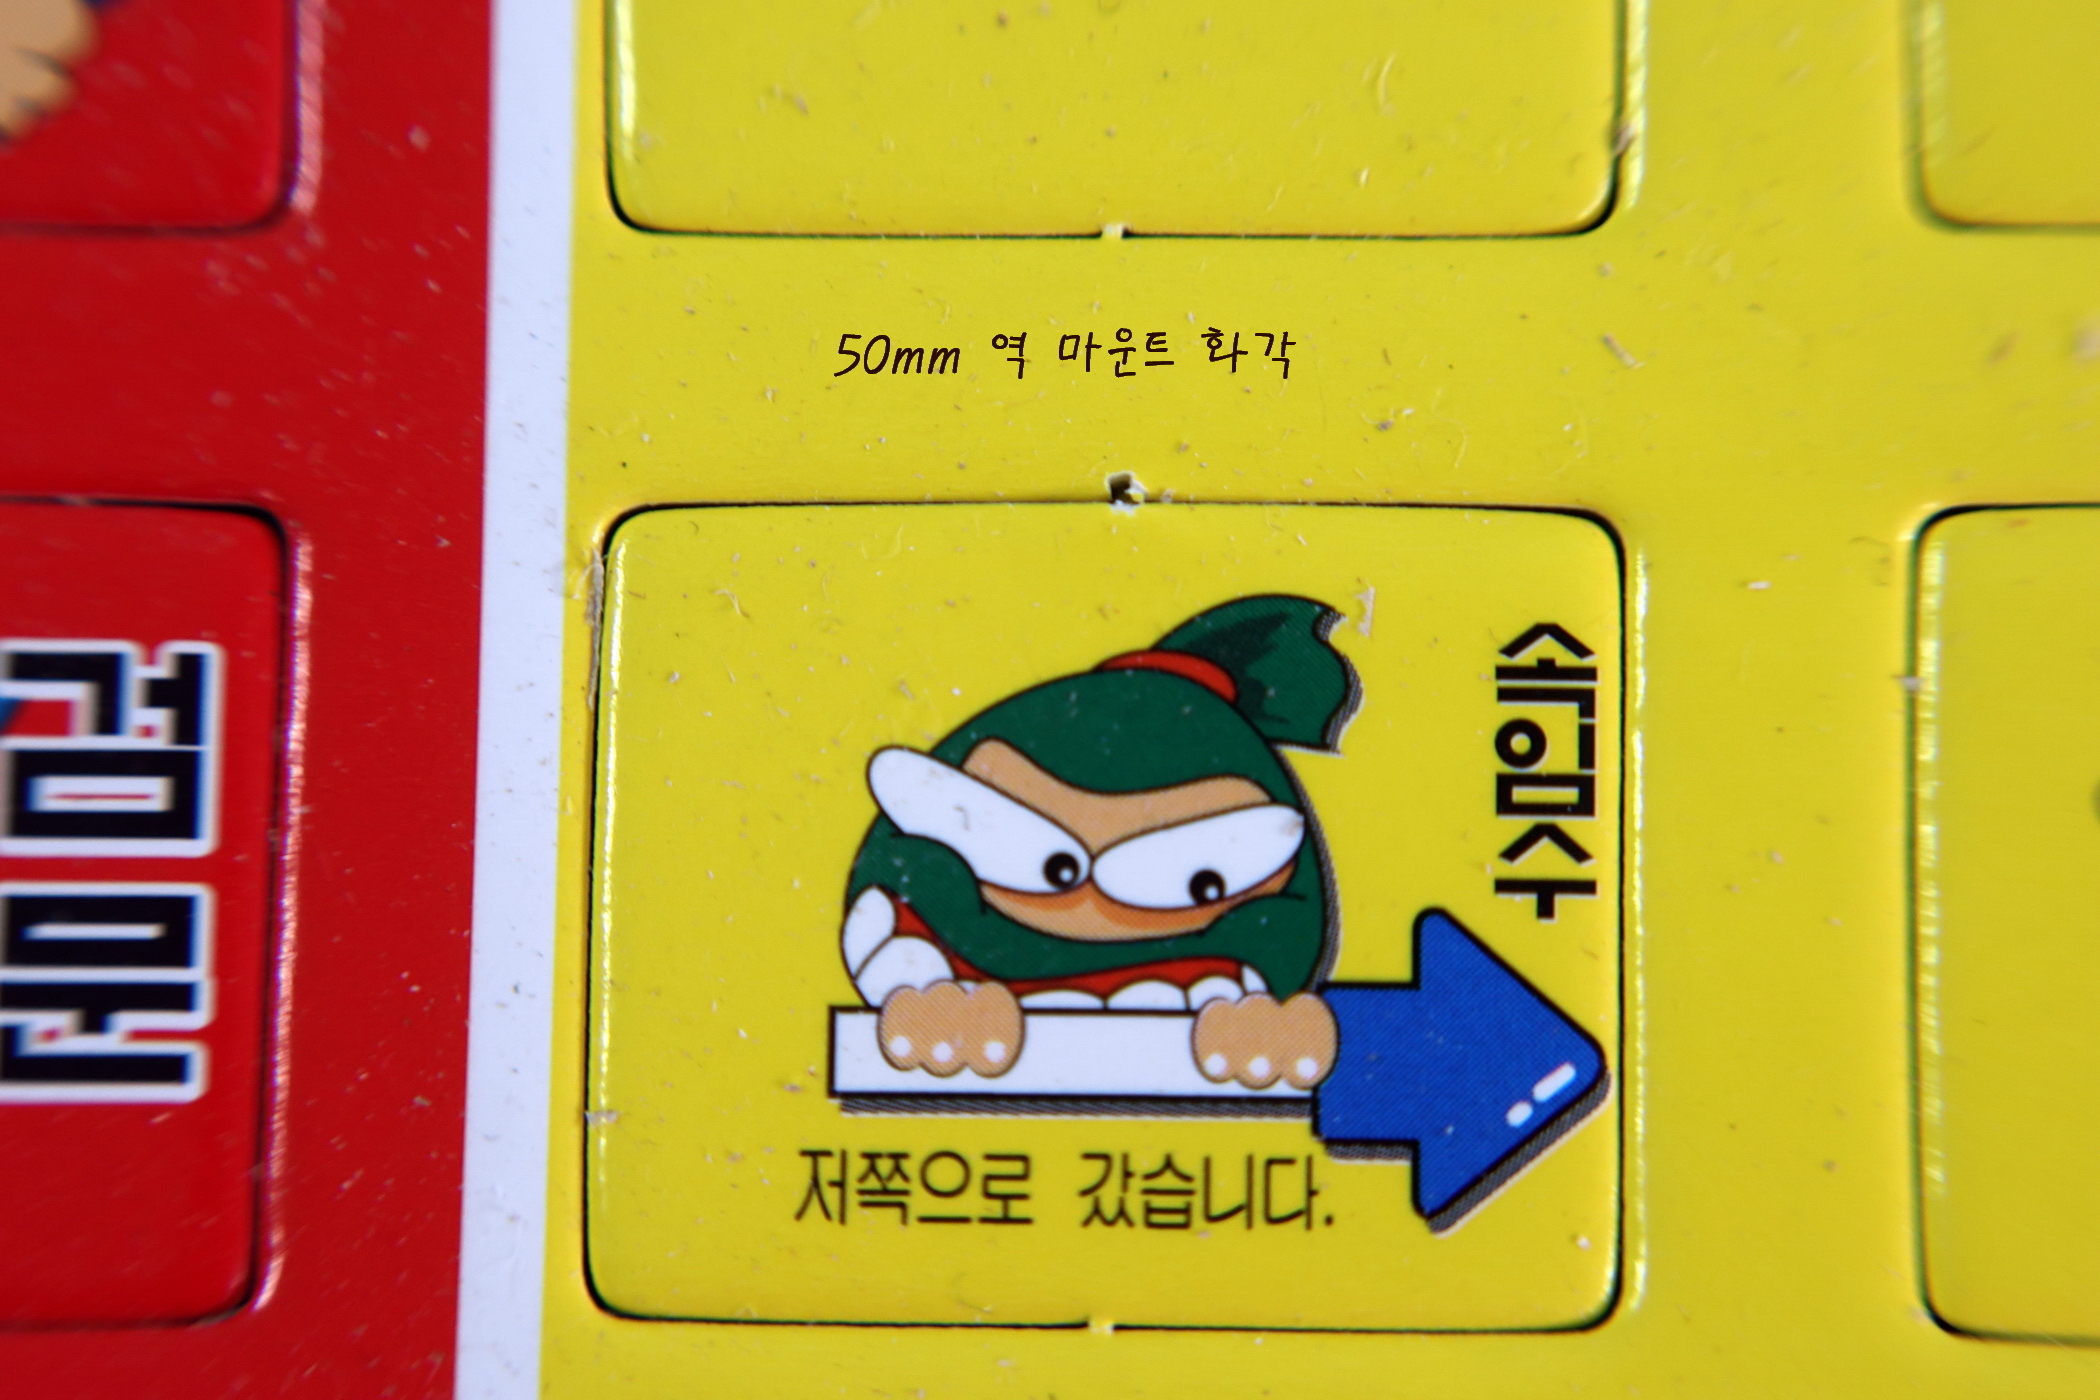 50mm 역 마운트 화각
속임수
저쪽으로 갔습니다.